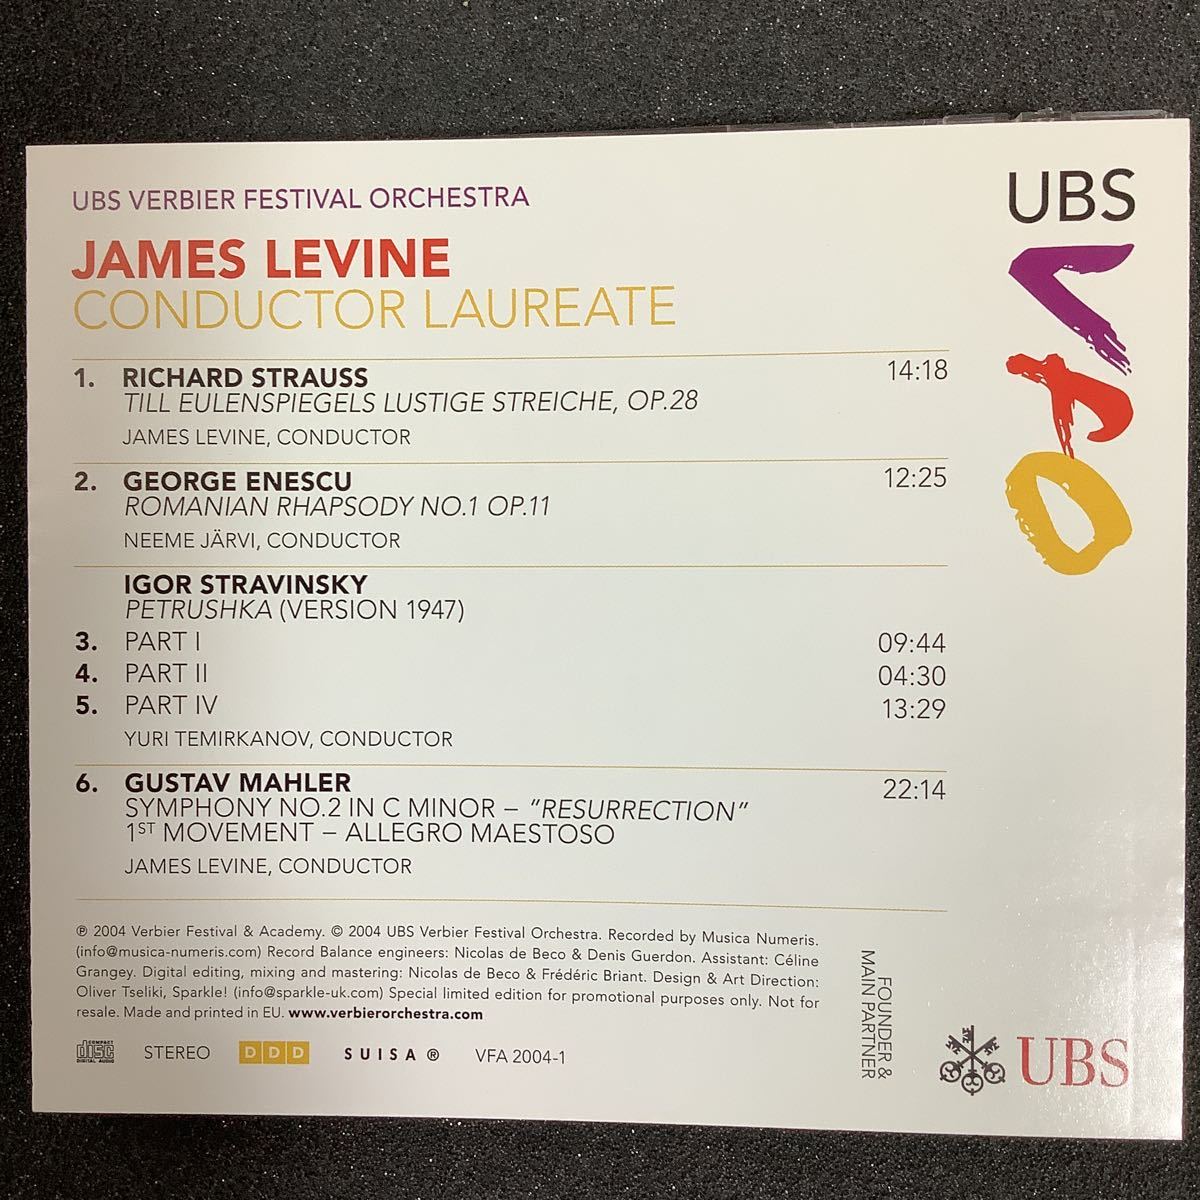 UBS VERBIER FESTIVAL ORCHESTRA
JAMES LEVINE
CONDUCTOR LAUREATE
UBS
VFO
1. RICHARD STRAUSS 14:18
TILL EULENSPIEGELS LUSTIGE STREICHE, OP.28
JAMES LEVINE, CONDUCTOR
2. GEORGE ENESCU 12:25
ROMANIAN RHAPSODY NO.1 OP.11
NEEME JÄRVI, CONDUCTOR
IGOR STRAVINSKY
PETRUSHKA (VERSION 1947)
3. PART I 09:44
4. PART II 04:30
5. PART IV 13:29
YURI TEMIRKANOV, CONDUCTOR
6. GUSTAV MAHLER 22:14
SYMPHONY NO.2 IN C MINOR – "RESURRECTION"
1ST MOVEMENT – ALLEGRO MAESTOSO
JAMES LEVINE, CONDUCTOR
℗ 2004 Verbier Festival & Academy. © 2004 UBS Verbier Festival Orchestra. Recorded by Musica Numeris.
(info@musica-numeris.com) Record Balance engineers: Nicolas de Beco & Denis Guerdon. Assistant: Céline
Grangey. Digital editing, mixing and mastering: Nicolas de Beco & Frédéric Briant. Design & Art Direction:
Oliver Tseliki, Sparkle! (info@sparkle-uk.com) Special limited edition for promotional purposes only. Not for
resale. Made and printed in EU. www.verbierorchestra.com
COMPACT
disc
DIGITAL AUDIO
STEREO
DDD
SUISA ®
VFA 2004-1
FOUNDER &
MAIN PARTNER
UBS